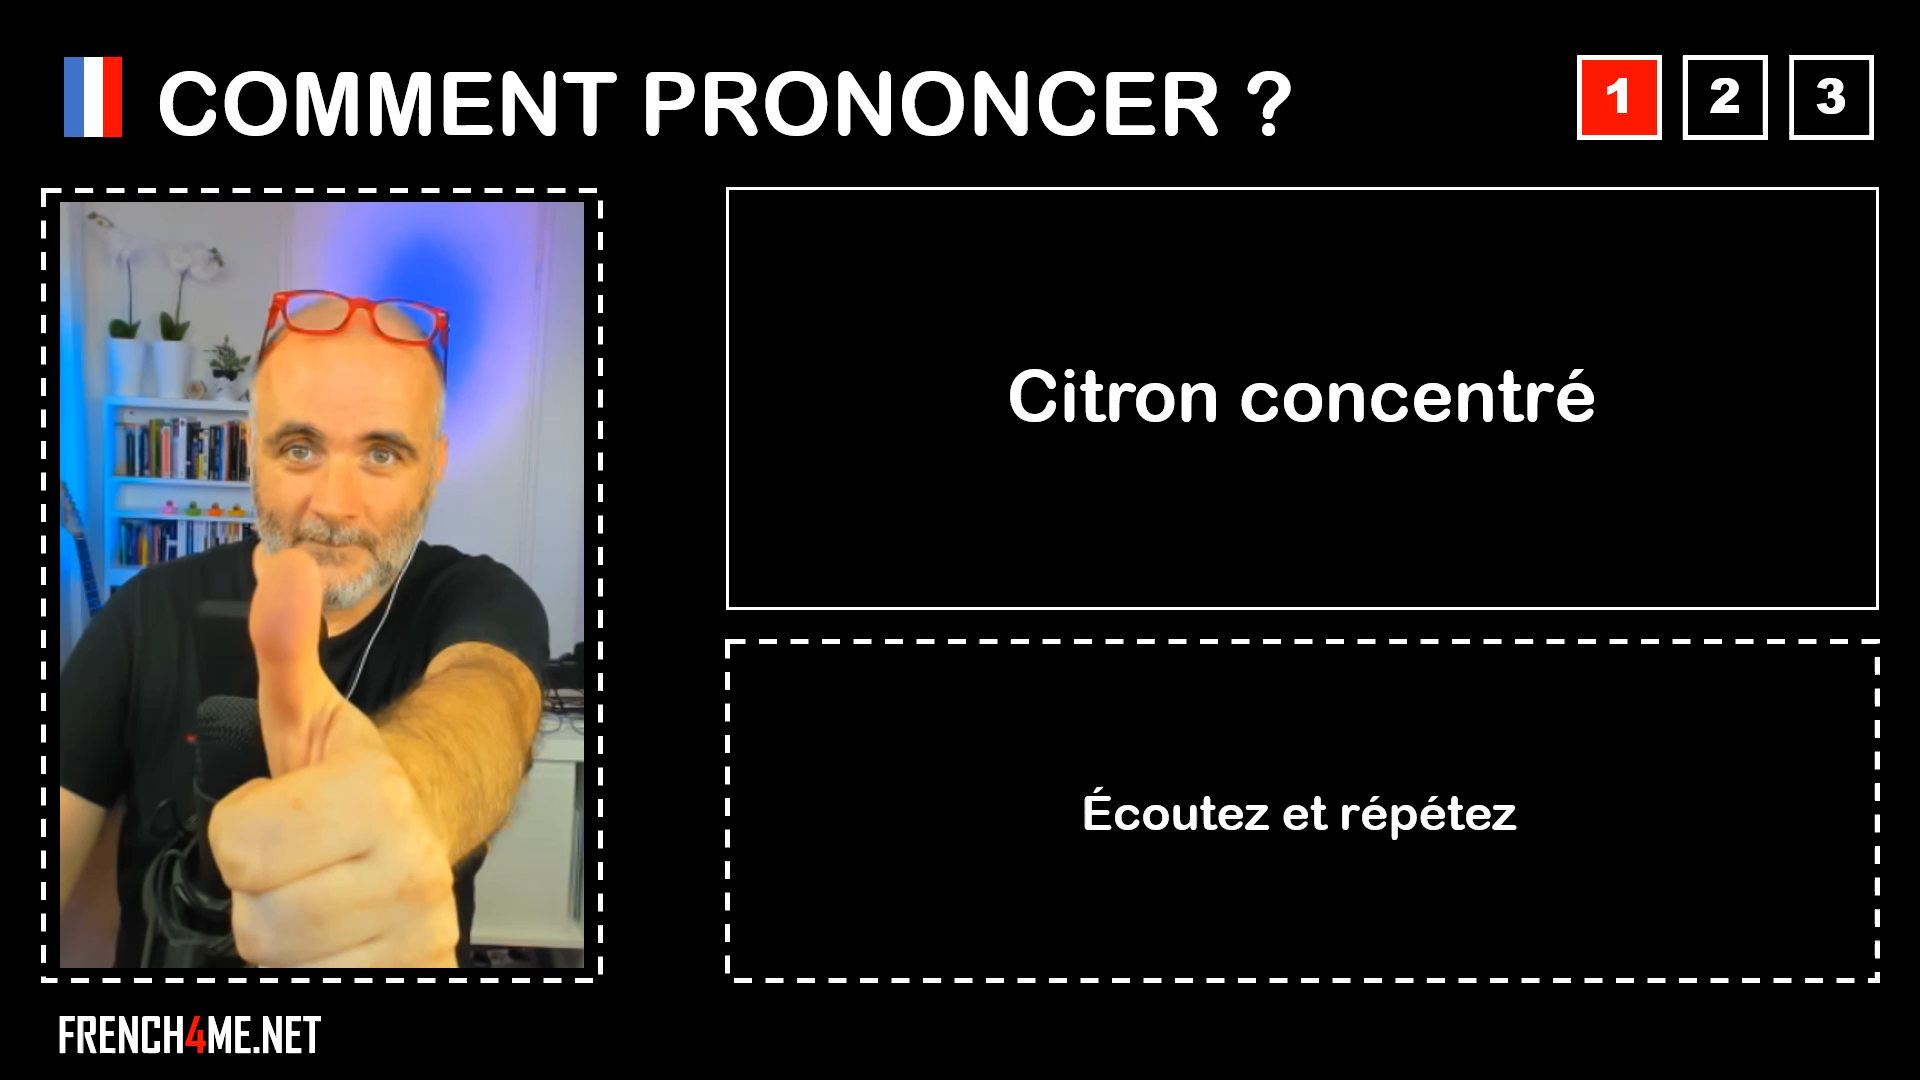 COMMENT PRONONCER ?
1 2 3
Citron concentré
Écoutez et répétez
FRENCH4ME.NET